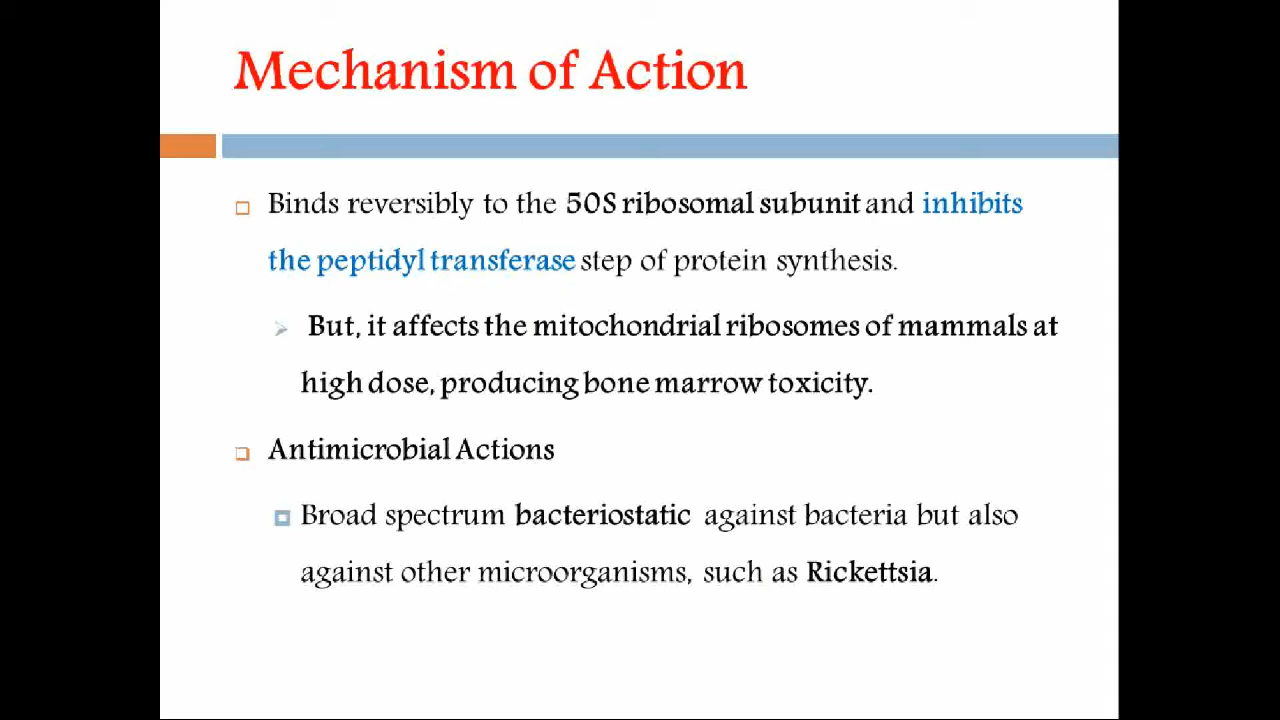 Mechanism of Action
Binds reversibly to the 50S ribosomal subunit and inhibits
the peptidyl transferase step of protein synthesis.
But, it affects the mitochondrial ribosomes of mammals at
high dose, producing bone marrow toxicity.
Antimicrobial Actions
Broad spectrum bacteriostatic against bacteria but also
against other microorganisms, such as Rickettsia.